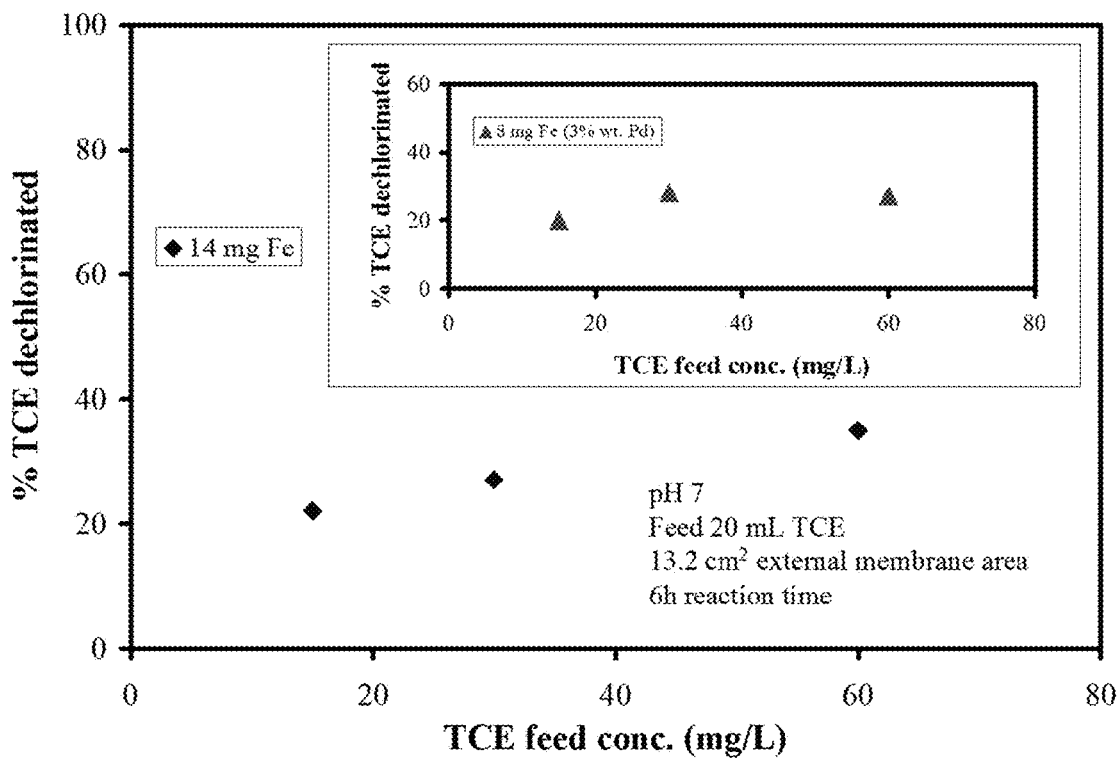 100
80
60
40
20
0
% TCE dechlorinated
14 mg Fe
60
40
20
0
% TCE dechlorinated
8 mg Fe (3% wt. Pd)
0 20 40 60 80
TCE feed conc. (mg/L)
pH 7
Feed 20 mL TCE
13.2 cm² external membrane area
6h reaction time
0 20 40 60 80
TCE feed conc. (mg/L)